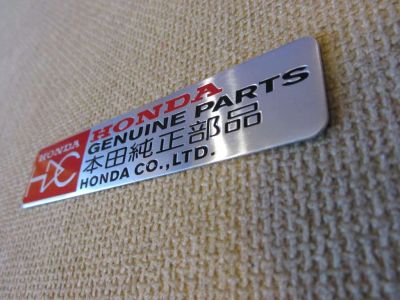 HONDA
HONDA
GENUINE PARTS
本田純正部品
HONDA CO.,LTD.